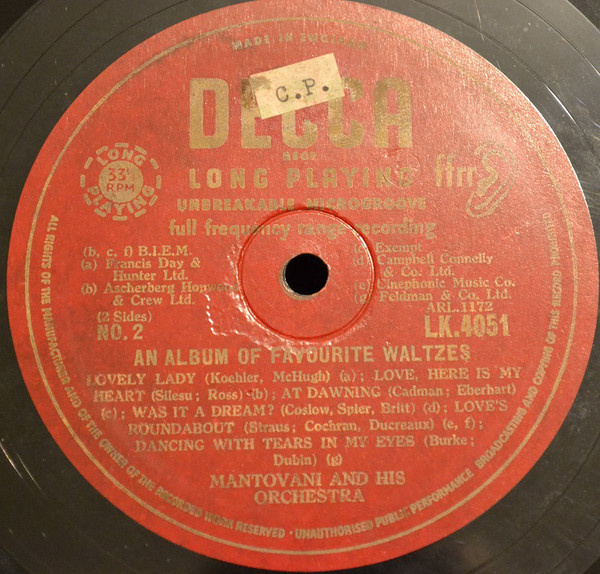 MADE IN ENGLAND
C.P.
DECCA
REGD
LONG PLAYING
33⅓
RPM
LONG PLAYING
ffrr
UNBREAKABLE MICROGROOVE
full frequency range recording
(b, c, f) B.I.E.M.
(a) Francis Day &
Hunter Ltd.
(b) Ascherberg Hopwood
& Crew Ltd.
(c) Exempt
(d) Campbell Connelly
& Co. Ltd.
(e) Cinephonic Music Co.
(g) Feldman & Co. Ltd.
(2 Sides)
ARL.1172
NO. 2
LK.4051
AN ALBUM OF FAVOURITE WALTZES
LOVELY LADY (Koehler, McHugh) (a); LOVE, HERE IS MY
HEART (Silesu; Ross) (b); AT DAWNING (Cadman; Eberhart)
(c); WAS IT A DREAM? (Coslow, Spier, Britt) (d); LOVE'S
ROUNDABOUT (Straus; Cochran, Ducreaux) (e, f);
DANCING WITH TEARS IN MY EYES (Burke;
Dubin) (g)
MANTOVANI AND HIS
ORCHESTRA
ALL RIGHTS OF THE MANUFACTURER AND OF THE OWNER OF THE RECORDED WORK RESERVED · UNAUTHORISED PUBLIC PERFORMANCE BROADCASTING AND COPYING OF THIS RECORD PROHIBITED